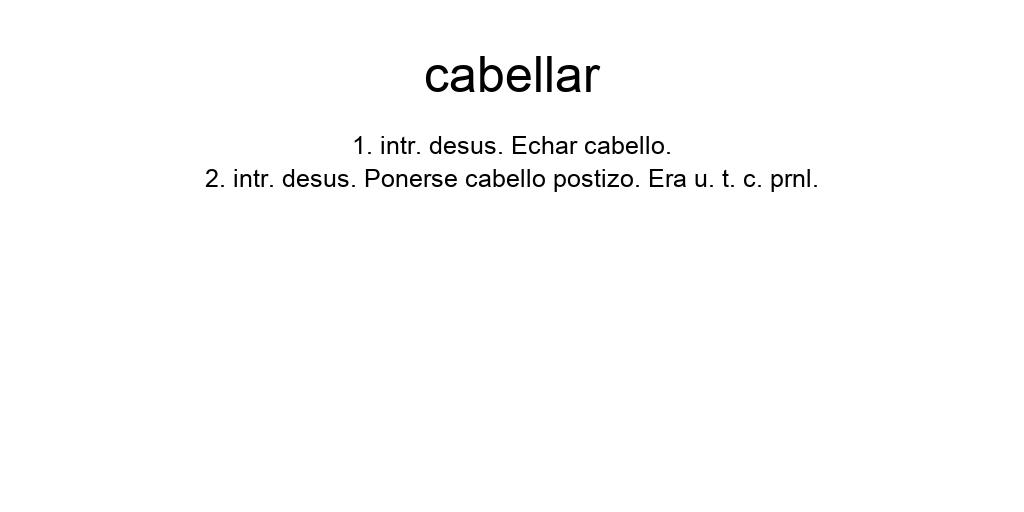 cabellar
1. intr. desus. Echar cabello.
2. intr. desus. Ponerse cabello postizo. Era u. t. c. prnl.